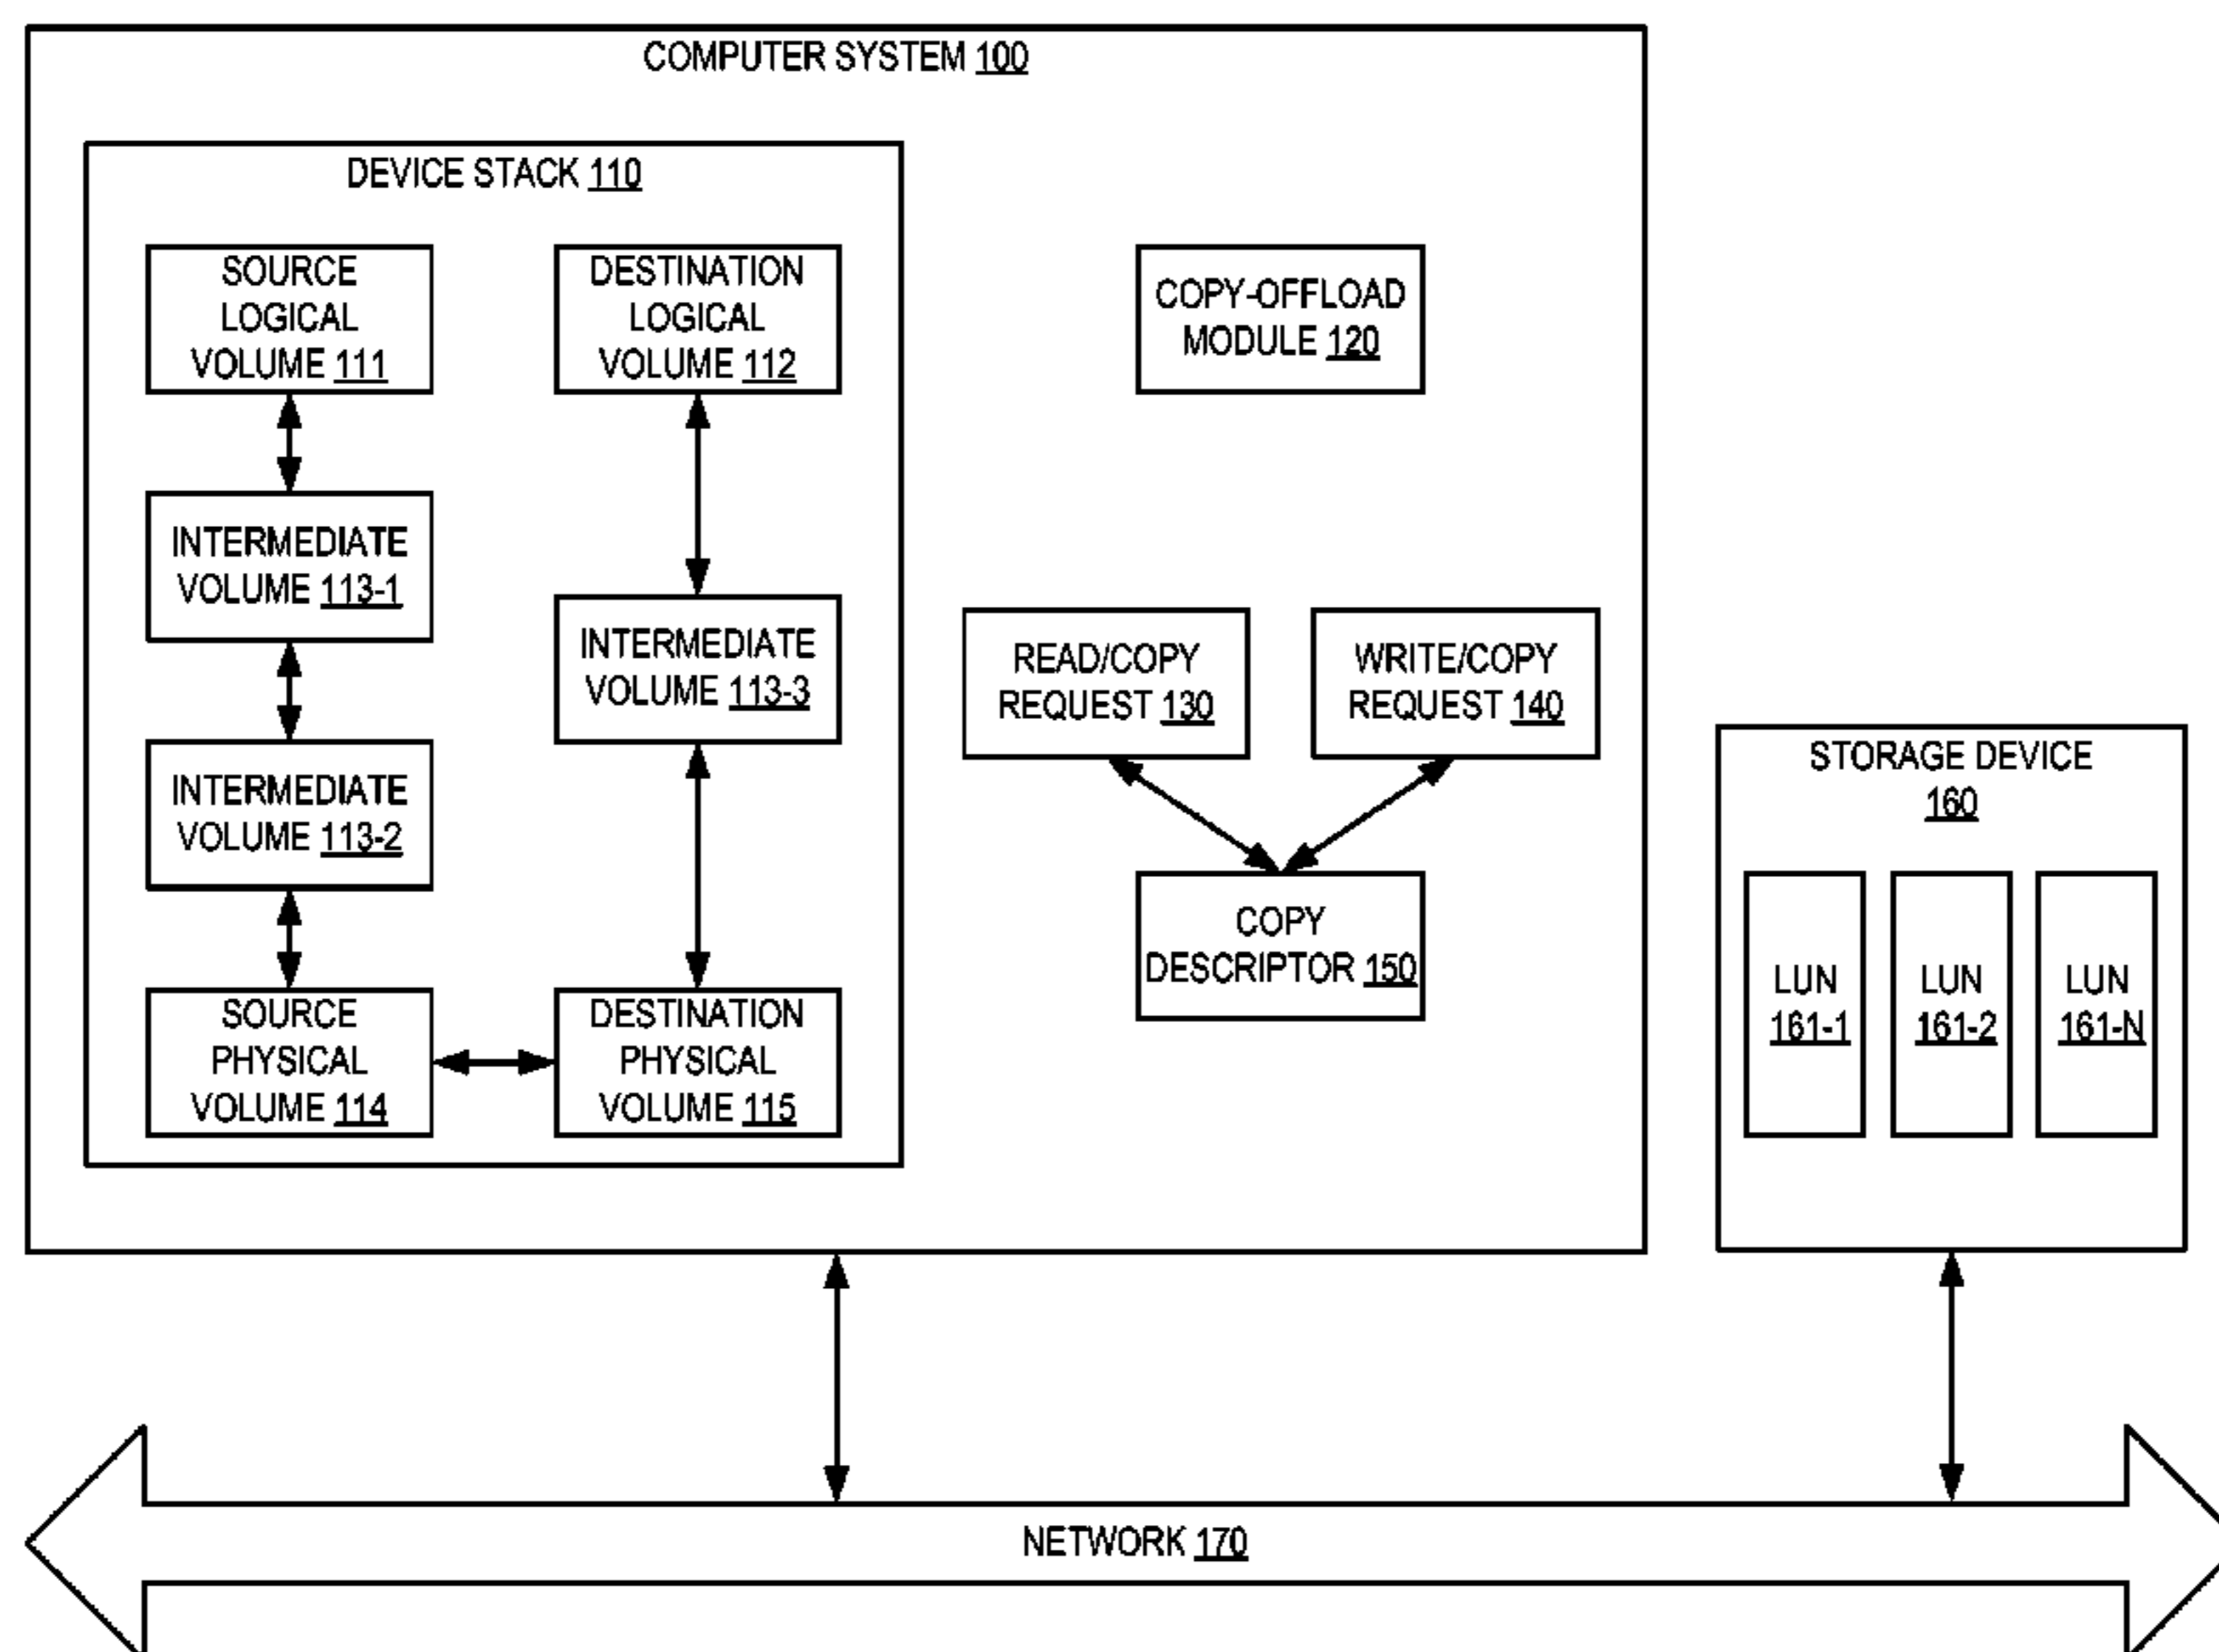 COMPUTER SYSTEM 100
DEVICE STACK 110
SOURCE
LOGICAL
VOLUME 111
DESTINATION
LOGICAL
VOLUME 112
INTERMEDIATE
VOLUME 113-1
INTERMEDIATE
VOLUME 113-2
INTERMEDIATE
VOLUME 113-3
SOURCE
PHYSICAL
VOLUME 114
DESTINATION
PHYSICAL
VOLUME 115
COPY-OFFLOAD
MODULE 120
READ/COPY
REQUEST 130
WRITE/COPY
REQUEST 140
COPY
DESCRIPTOR 150
STORAGE DEVICE
160
LUN
161-1
LUN
161-2
LUN
161-N
NETWORK 170